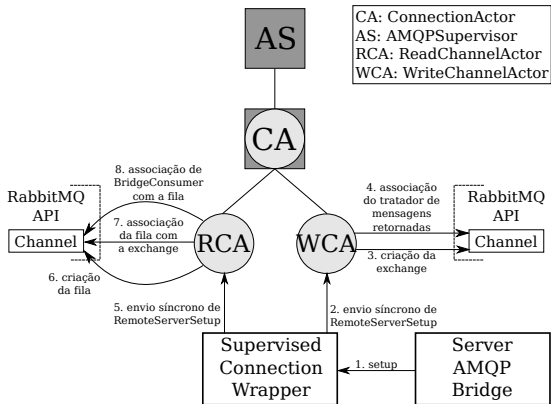 AS
CA: ConnectionActor
AS: AMQPSupervisor
RCA: ReadChannelActor
WCA: WriteChannelActor
CA
8. associação de
BridgeConsumer
com a fila
RabbitMQ
API
Channel
7. associação
da fila com
a exchange
6. criação
da fila
RCA
WCA
4. associação
do tratador de
mensagens
retornadas
3. criação da
exchange
RabbitMQ
API
Channel
5. envio síncrono de
RemoteServerSetup
2. envio síncrono de
RemoteServerSetup
Supervised
Connection
Wrapper
1. setup
Server
AMQP
Bridge